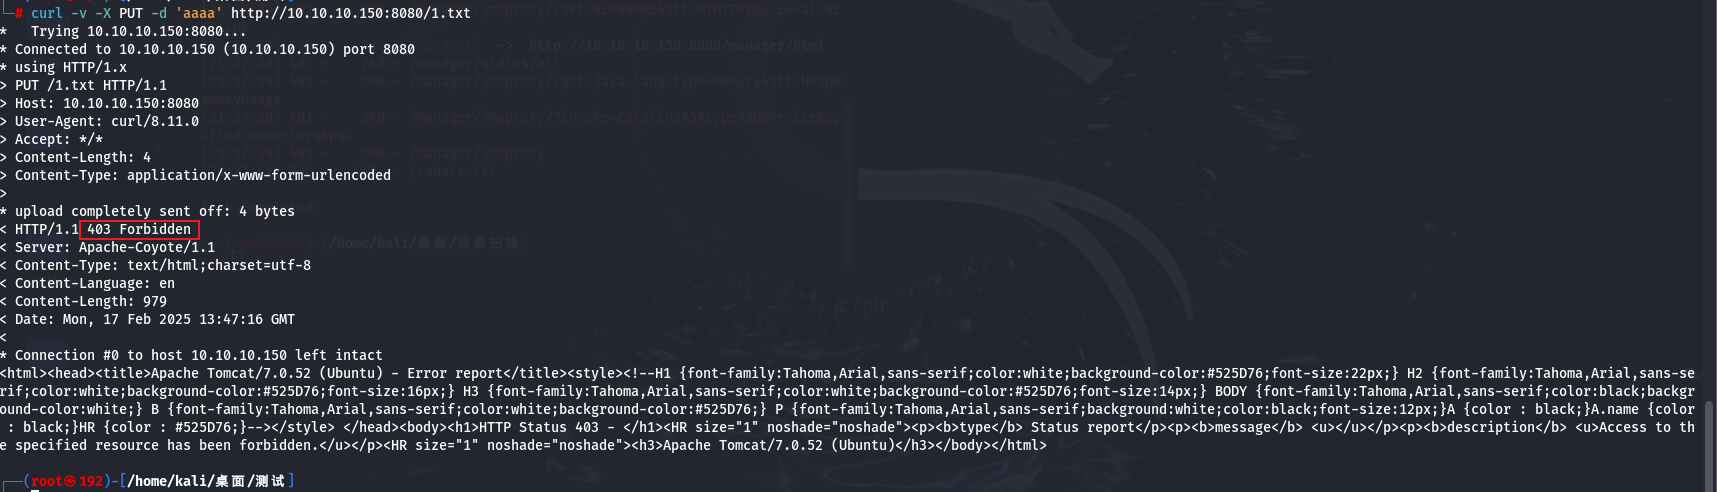 └─# curl -v -X PUT -d 'aaaa' http://10.10.10.150:8080/1.txt
*   Trying 10.10.10.150:8080...
* Connected to 10.10.10.150 (10.10.10.150) port 8080
* using HTTP/1.x
> PUT /1.txt HTTP/1.1
> Host: 10.10.10.150:8080
> User-Agent: curl/8.11.0
> Accept: */*
> Content-Length: 4
> Content-Type: application/x-www-form-urlencoded
>
* upload completely sent off: 4 bytes
< HTTP/1.1 403 Forbidden
< Server: Apache-Coyote/1.1
< Content-Type: text/html;charset=utf-8
< Content-Language: en
< Content-Length: 979
< Date: Mon, 17 Feb 2025 13:47:16 GMT
<
* Connection #0 to host 10.10.10.150 left intact
<html><head><title>Apache Tomcat/7.0.52 (Ubuntu) - Error report</title><style><!--H1 {font-family:Tahoma,Arial,sans-serif;color:white;background-color:#525D76;font-size:22px;} H2 {font-family:Tahoma,Arial,sans-se
rif;color:white;background-color:#525D76;font-size:16px;} H3 {font-family:Tahoma,Arial,sans-serif;color:white;background-color:#525D76;font-size:14px;} BODY {font-family:Tahoma,Arial,sans-serif;color:black;backgr
ound-color:white;} B {font-family:Tahoma,Arial,sans-serif;color:white;background-color:#525D76;} P {font-family:Tahoma,Arial,sans-serif;background:white;color:black;font-size:12px;}A {color : black;}A.name {color
 : black;}HR {color : #525D76;}--></style> </head><body><h1>HTTP Status 403 - </h1><HR size="1" noshade="noshade"><p><b>type</b> Status report</p><p><b>message</b> <u></u></p><p><b>description</b> <u>Access to th
e specified resource has been forbidden.</u></p><HR size="1" noshade="noshade"><h3>Apache Tomcat/7.0.52 (Ubuntu)</h3></body></html>
┌──(root㉿192)-[/home/kali/桌面/测试]